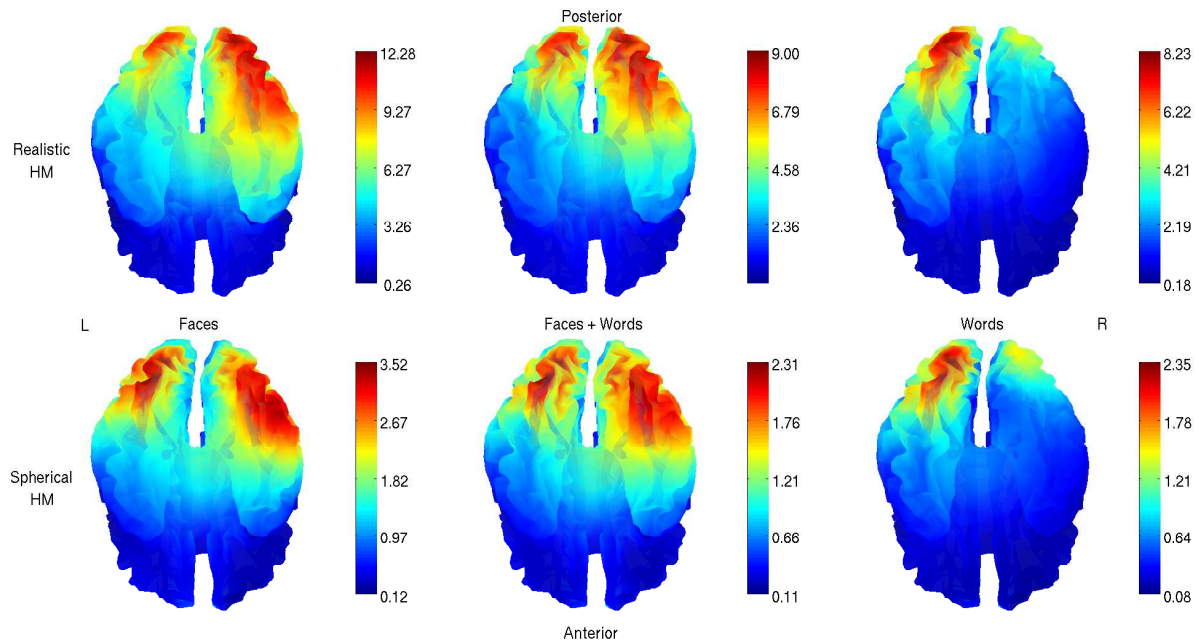 Posterior
12.28
9.27
6.27
3.26
0.26
9.00
6.79
4.58
2.36
8.23
6.22
4.21
2.19
0.18
Realistic
HM
L
Faces
Faces + Words
Words
R
3.52
2.67
1.82
0.97
0.12
2.31
1.76
1.21
0.66
0.11
2.35
1.78
1.21
0.64
0.08
Spherical
HM
Anterior